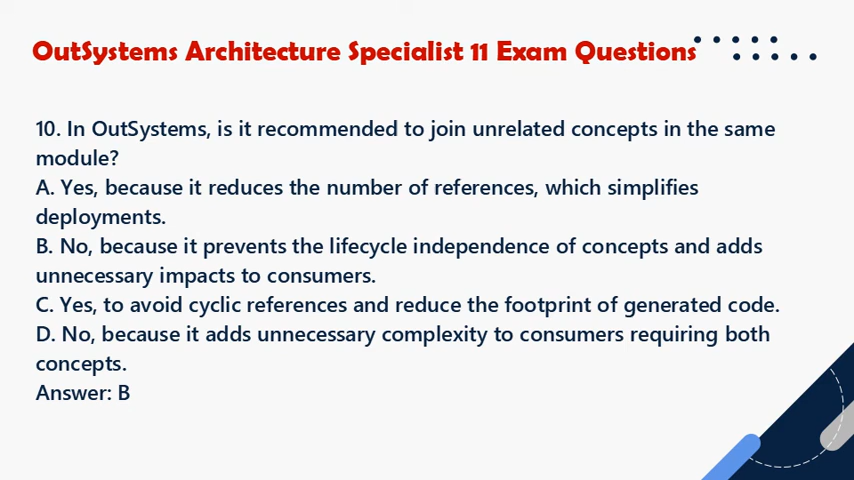 OutSystems Architecture Specialist 11 Exam Questions
10. In OutSystems, is it recommended to join unrelated concepts in the same
module?
A. Yes, because it reduces the number of references, which simplifies
deployments.
B. No, because it prevents the lifecycle independence of concepts and adds
unnecessary impacts to consumers.
C. Yes, to avoid cyclic references and reduce the footprint of generated code.
D. No, because it adds unnecessary complexity to consumers requiring both
concepts.
Answer: B